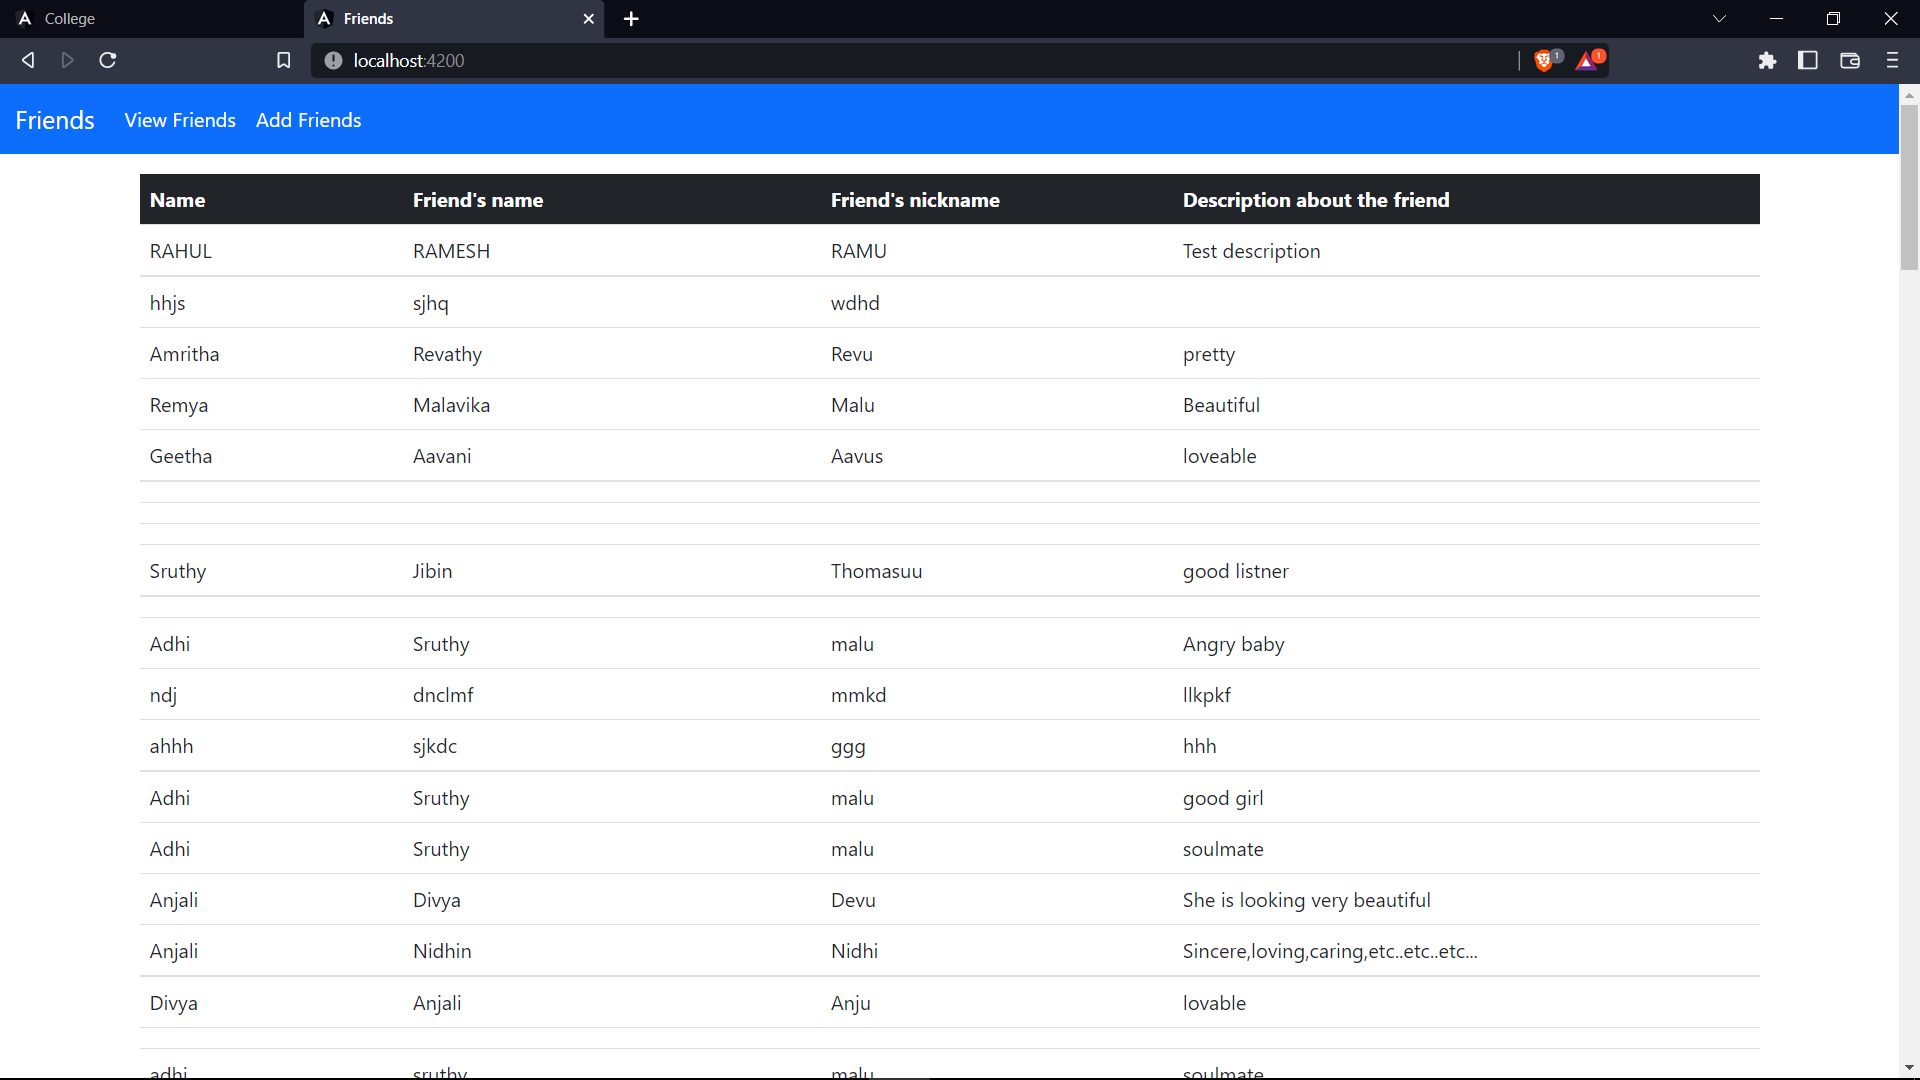 College
Friends
localhost:4200
1
1
Friends View Friends Add Friends
Name Friend's name Friend's nickname Description about the friend
RAHUL RAMESH RAMU Test description
hhjs sjhq wdhd
Amritha Revathy Revu pretty
Remya Malavika Malu Beautiful
Geetha Aavani Aavus loveable
Sruthy Jibin Thomasuu good listner
Adhi Sruthy malu Angry baby
ndj dnclmf mmkd llkpkf
ahhh sjkdc ggg hhh
Adhi Sruthy malu good girl
Adhi Sruthy malu soulmate
Anjali Divya Devu She is looking very beautiful
Anjali Nidhin Nidhi Sincere,loving,caring,etc..etc..etc...
Divya Anjali Anju lovable
adhi sruthy malu soulmate